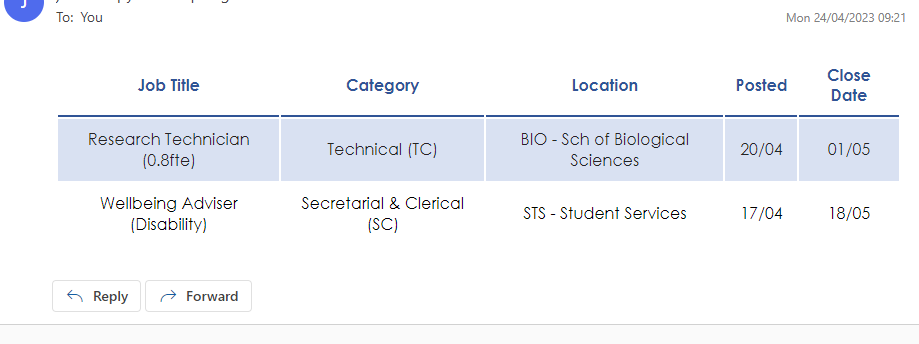 To: You
Mon 24/04/2023 09:21
Job Title Category Location Posted Close Date
Research Technician (0.8fte) Technical (TC) BIO - Sch of Biological Sciences 20/04 01/05
Wellbeing Adviser (Disability) Secretarial & Clerical (SC) STS - Student Services 17/04 18/05
Reply Forward